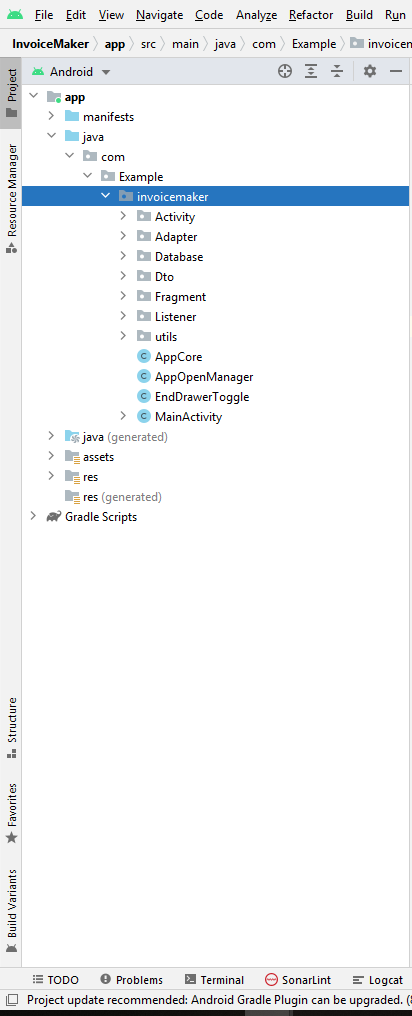 File Edit View Navigate Code Analyze Refactor Build Run
InvoiceMaker app src main java com Example invoicem
Project
Android
app
manifests
java
com
Example
invoicemaker
Activity
Adapter
Database
Dto
Fragment
Listener
utils
C AppCore
C AppOpenManager
C EndDrawerToggle
C MainActivity
java (generated)
assets
res
res (generated)
Gradle Scripts
Resource Manager
Structure
Favorites
Build Variants
TODO Problems Terminal SonarLint Logcat
Project update recommended: Android Gradle Plugin can be upgraded. (8